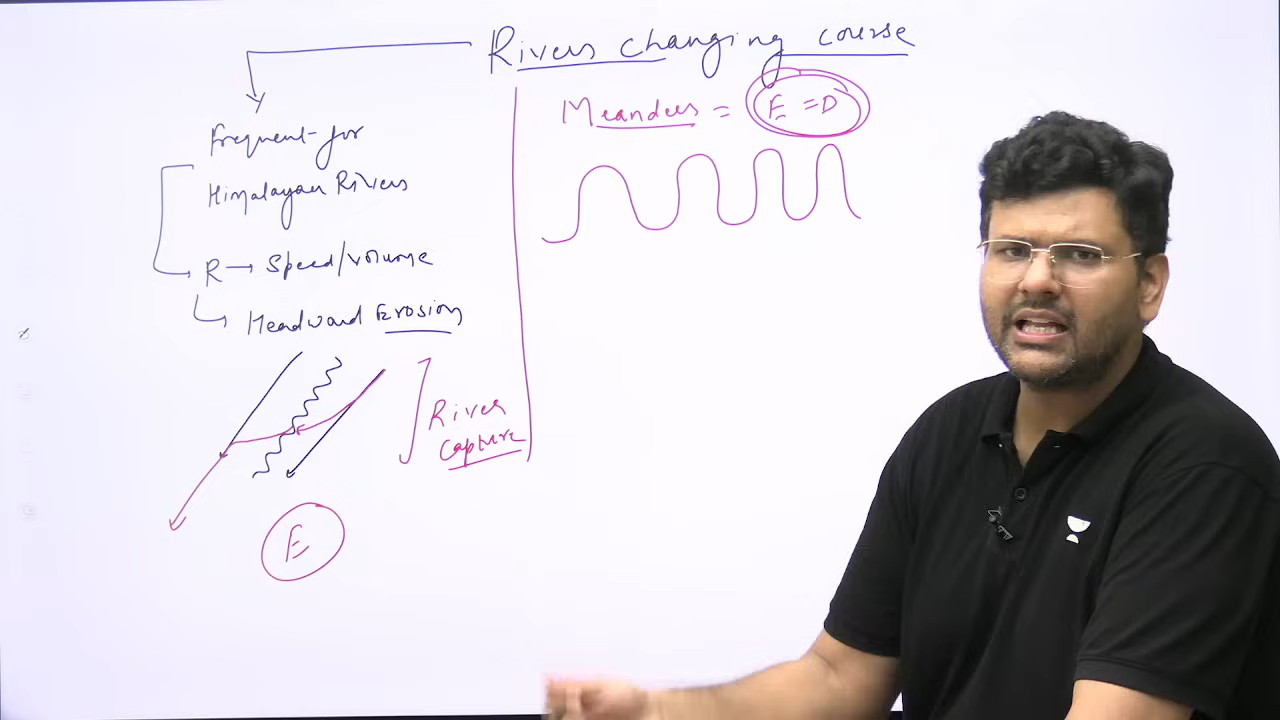 Rivers changing course
Frequent for
Himalayan Rivers
R → Speed/volume
Headward Erosion
River
Capture
E
Meanders = E = D